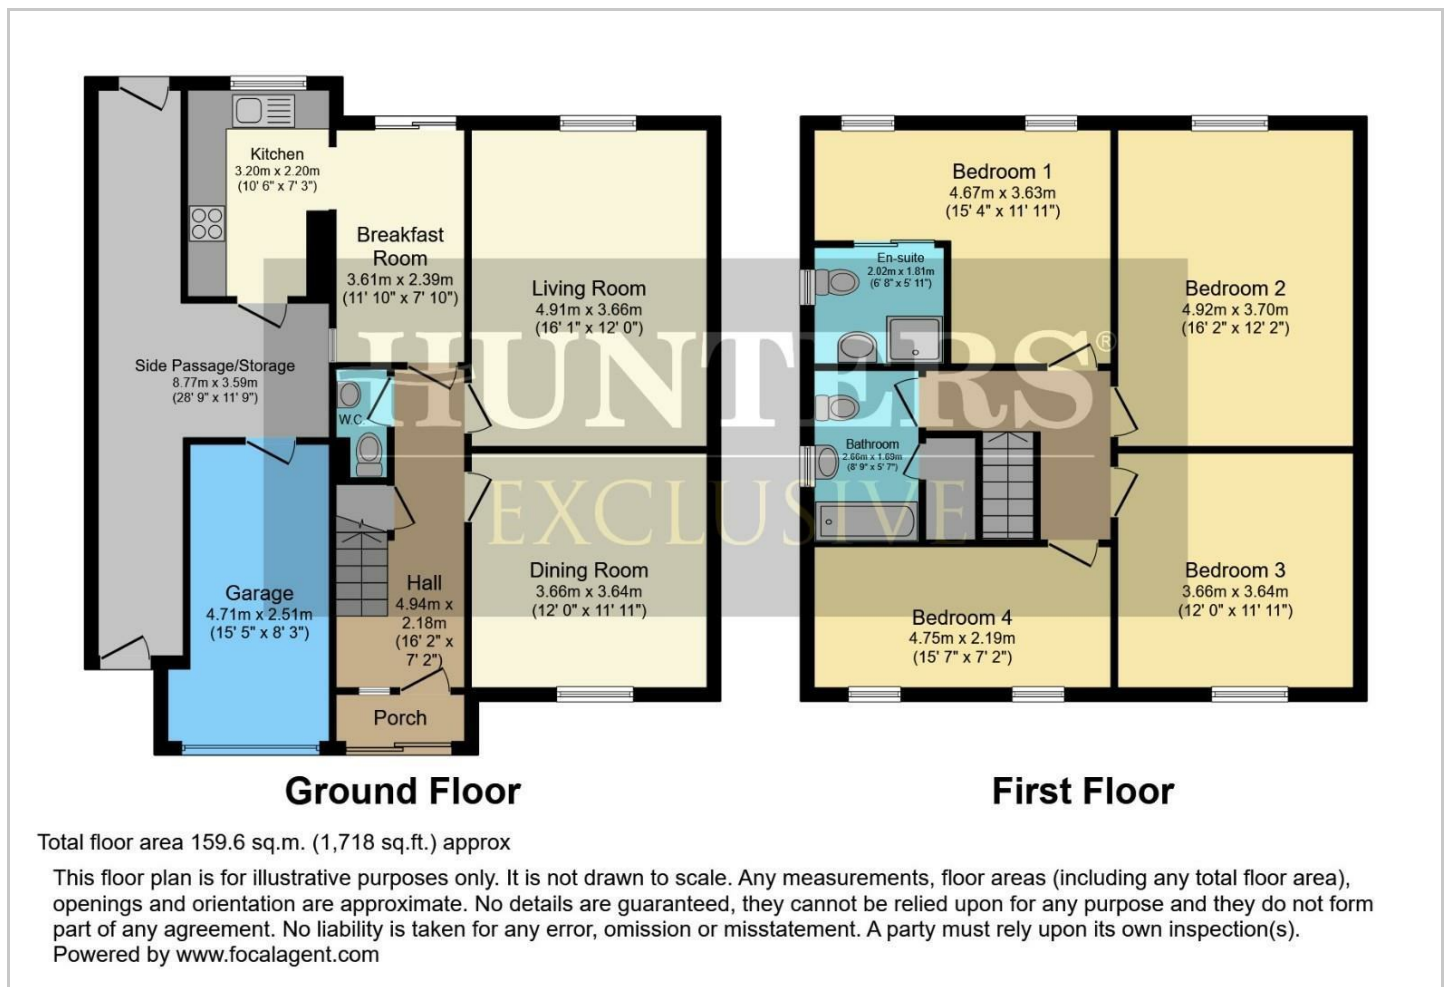 Kitchen
3.20m x 2.20m
(10' 6" x 7' 3")
Breakfast
Room
3.61m x 2.39m
(11' 10" x 7' 10")
Living Room
4.91m x 3.66m
(16' 1" x 12' 0")
Side Passage/Storage
8.77m x 3.59m
(28' 9" x 11' 9")
W.C.
Garage
4.71m x 2.51m
(15' 5" x 8' 3")
Hall
4.94m x
2.18m
(16' 2" x
7' 2")
Dining Room
3.66m x 3.64m
(12' 0" x 11' 11")
Porch
Ground Floor
Bedroom 1
4.67m x 3.63m
(15' 4" x 11' 11")
En-suite
2.02m x 1.81m
(6' 8" x 5' 11")
Bedroom 2
4.92m x 3.70m
(16' 2" x 12' 2")
Bathroom
2.66m x 1.69m
(8' 9" x 5' 7")
Bedroom 4
4.75m x 2.19m
(15' 7" x 7' 2")
Bedroom 3
3.66m x 3.64m
(12' 0" x 11' 11")
First Floor
HUNTERS®
EXCLUSIVE
Total floor area 159.6 sq.m. (1,718 sq.ft.) approx
This floor plan is for illustrative purposes only. It is not drawn to scale. Any measurements, floor areas (including any total floor area),
openings and orientation are approximate. No details are guaranteed, they cannot be relied upon for any purpose and they do not form
part of any agreement. No liability is taken for any error, omission or misstatement. A party must rely upon its own inspection(s).
Powered by www.focalagent.com